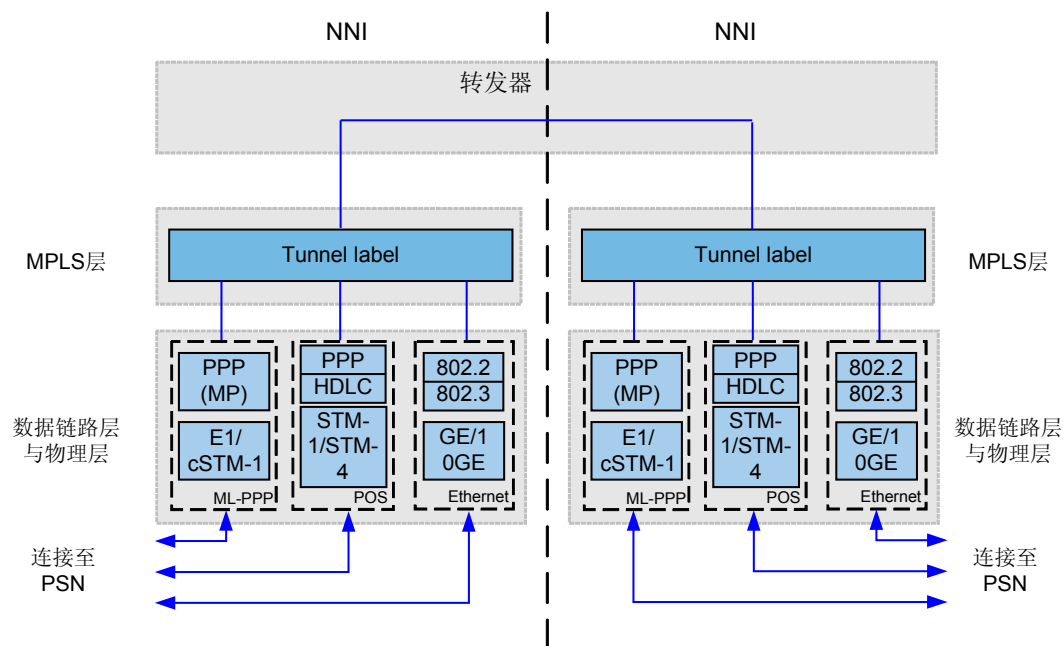 NNI
NNI
转发器
MPLS层
Tunnel label
Tunnel label
MPLS层
数据链路层
与物理层
PPP
(MP)
E1/
cSTM-1
ML-PPP
PPP
HDLC
STM-
1/STM-
4
POS
802.2
802.3
GE/1
0GE
Ethernet
PPP
(MP)
E1/
cSTM-1
ML-PPP
PPP
HDLC
STM-
1/STM-
4
POS
802.2
802.3
GE/1
0GE
Ethernet
数据链路层
与物理层
连接至
PSN
连接至
PSN